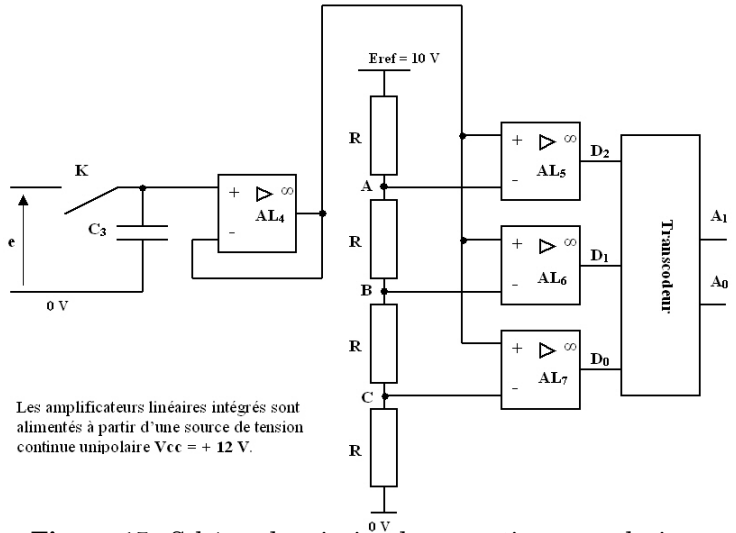 Eref = 10 V
R
K
A
+ ▷ ∞
-
AL5
D2
+ ▷ ∞
-
AL4
C3
e
0 V
R
B
+ ▷ ∞
-
AL6
D1
Transcodeur
A1
A0
R
C
+ ▷ ∞
-
AL7
D0
R
0 V
Les amplificateurs linéaires intégrés sont
alimentés à partir d'une source de tension
continue unipolaire Vcc = + 12 V.